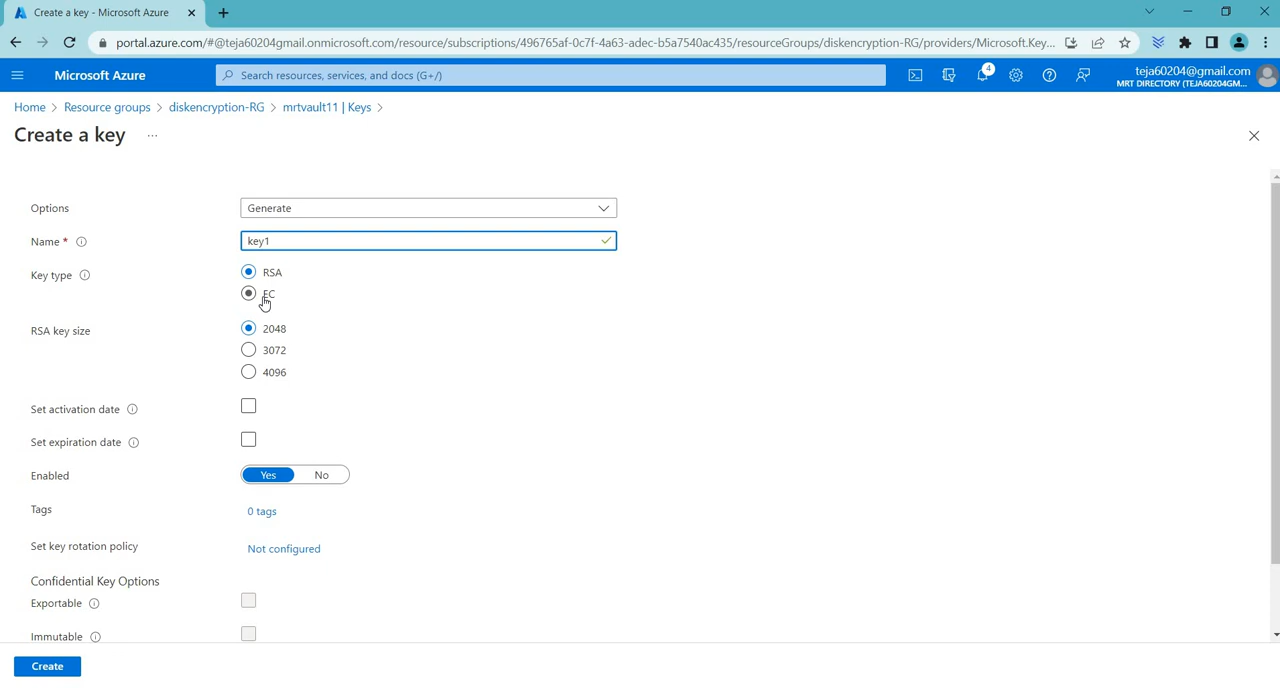 Create a key - Microsoft Azure
portal.azure.com/#@teja60204gmail.onmicrosoft.com/resource/subscriptions/496765af-0c7f-4a63-adec-b5a7540ac435/resourceGroups/diskencryption-RG/providers/Microsoft.Key...
Microsoft Azure
Search resources, services, and docs (G+/)
4
teja60204@gmail.com
MRT DIRECTORY (TEJA60204GM...
Home > Resource groups > diskencryption-RG > mrtvault11 | Keys >
Create a key ...
Options
Generate
Name *
key1
Key type
RSA
EC
RSA key size
2048
3072
4096
Set activation date
Set expiration date
Enabled
Yes No
Tags
0 tags
Set key rotation policy
Not configured
Confidential Key Options
Exportable
Immutable
Create